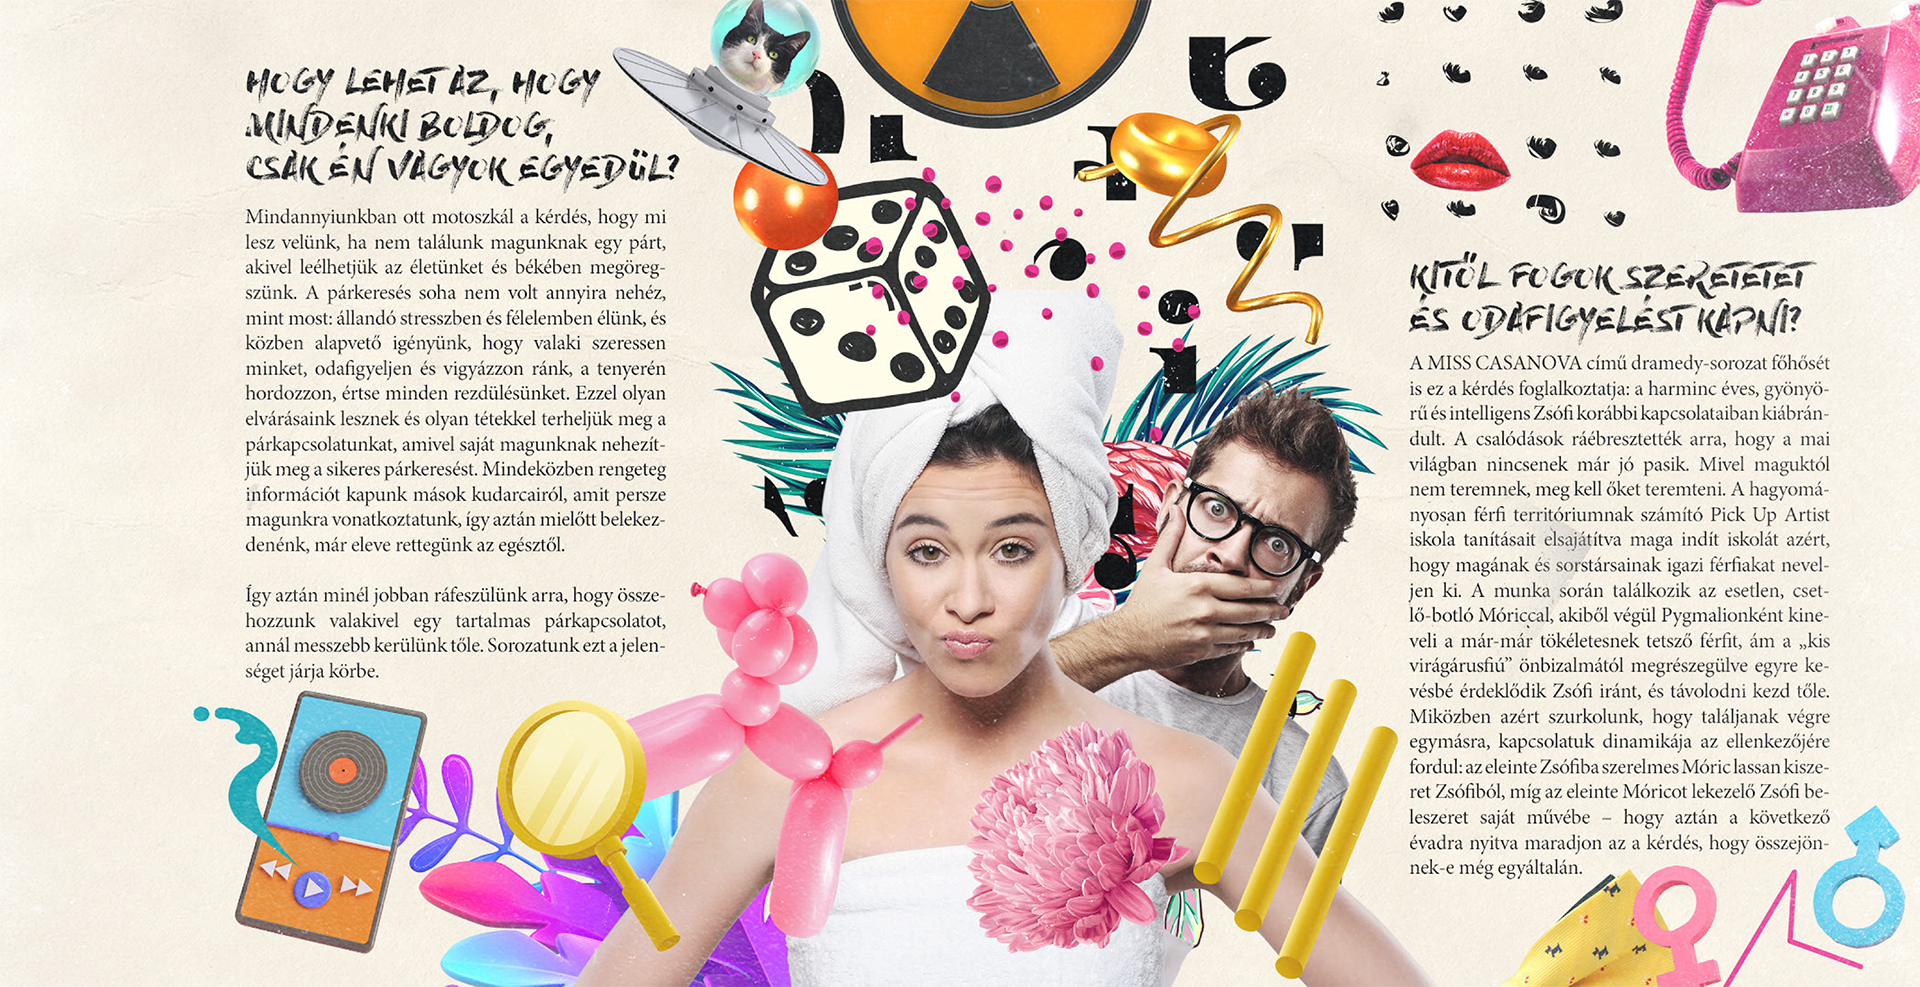 HOGY LEHET AZ, HOGY
MINDENKI BOLDOG,
CSAK ÉN VAGYOK EGYEDÜL?
Mindannyiunkban ott motoszkál a kérdés, hogy mi
lesz velünk, ha nem találunk magunknak egy párt,
akivel leélhetjük az életünket és békében megöreg-
szünk. A párkeresés soha nem volt annyira nehéz,
mint most: állandó stresszben és félelemben élünk, és
közben alapvető igényünk, hogy valaki szeressen
minket, odafigyeljen és vigyázzon ránk, a tenyerén
hordozzon, értse minden rezdülésünket. Ezzel olyan
elvárásaink lesznek és olyan tétekkel terheljük meg a
párkapcsolatunkat, amivel saját magunknak nehezít-
jük meg a sikeres párkeresést. Mindeközben rengeteg
információt kapunk mások kudarcairól, amit persze
magunkra vonatkoztatunk, így aztán mielőtt belekez-
denénk, már eleve rettegünk az egésztől.
Így aztán minél jobban ráfeszülünk arra, hogy össze-
hozzunk valakivel egy tartalmas párkapcsolatot,
annál messzebb kerülünk tőle. Sorozatunk ezt a jelen-
séget járja körbe.
KITŐL FOGOK SZERETETET
ÉS ODAFIGYELÉST KAPNI?
A MISS CASANOVA című dramedy-sorozat főhősét
is ez a kérdés foglalkoztatja: a harminc éves, gyönyö-
rű és intelligens Zsófi korábbi kapcsolataiban kiábrán-
dult. A csalódások ráébresztették arra, hogy a mai
világban nincsenek már jó pasik. Mivel maguktól
nem teremnek, meg kell őket teremteni. A hagyomá-
nyosan férfi territóriumnak számító Pick Up Artist
iskola tanításait elsajátítva maga indít iskolát azért,
hogy magának és sorstársainak igazi férfiakat nevel-
jen ki. A munka során találkozik az esetlen, cset-
lő-botló Móriccal, akiből végül Pygmalionként kine-
veli a már-már tökéletesnek tetsző férfit, ám a „kis
virágárusfiú” önbizalmától megrészegülve egyre ke-
vésbé érdeklődik Zsófi iránt, és távolodni kezd tőle.
Miközben azért szurkolunk, hogy találjanak végre
egymásra, kapcsolatuk dinamikája az ellenkezőjére
fordul: az eleinte Zsófiba szerelmes Móric lassan kisze-
ret Zsófiból, míg az eleinte Móricot lekezelő Zsófi be-
leszeret saját művébe – hogy aztán a következő
évadra nyitva maradjon az a kérdés, hogy összejön-
nek-e még egyáltalán.